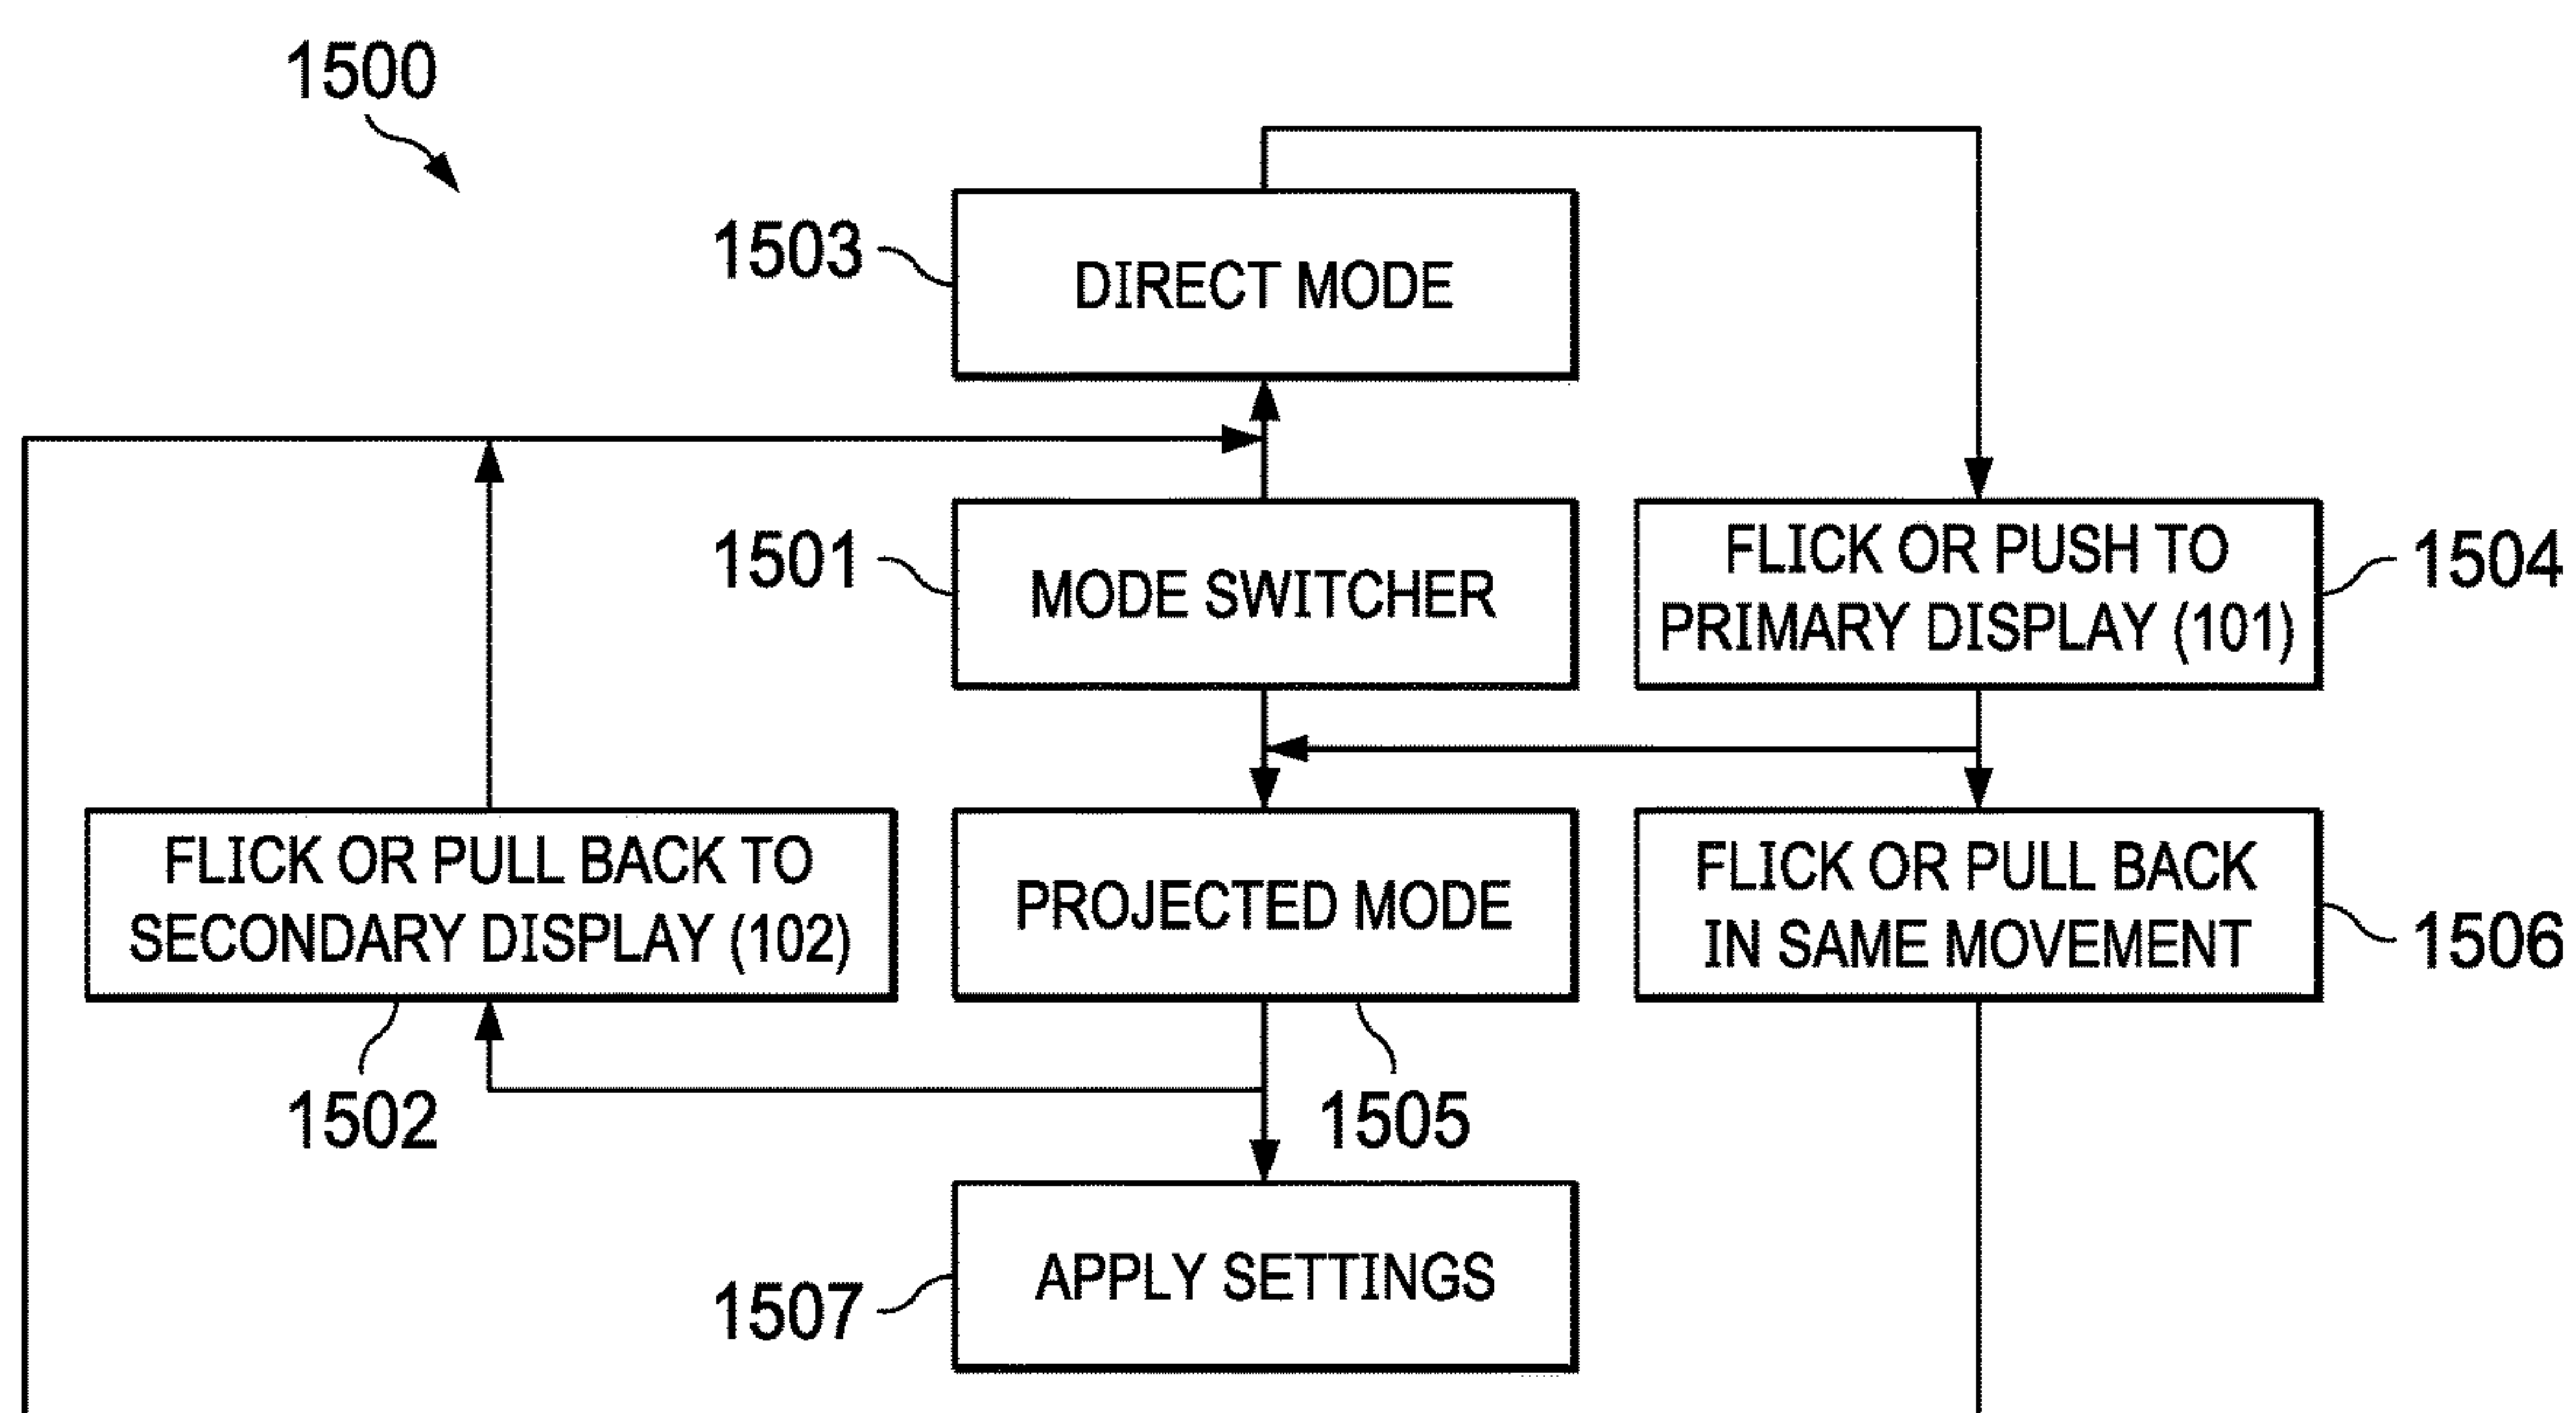 1500
1503
DIRECT MODE
1501
MODE SWITCHER
FLICK OR PUSH TO
PRIMARY DISPLAY (101)
1504
FLICK OR PULL BACK TO
SECONDARY DISPLAY (102)
1502
PROJECTED MODE
1505
FLICK OR PULL BACK
IN SAME MOVEMENT
1506
1507
APPLY SETTINGS